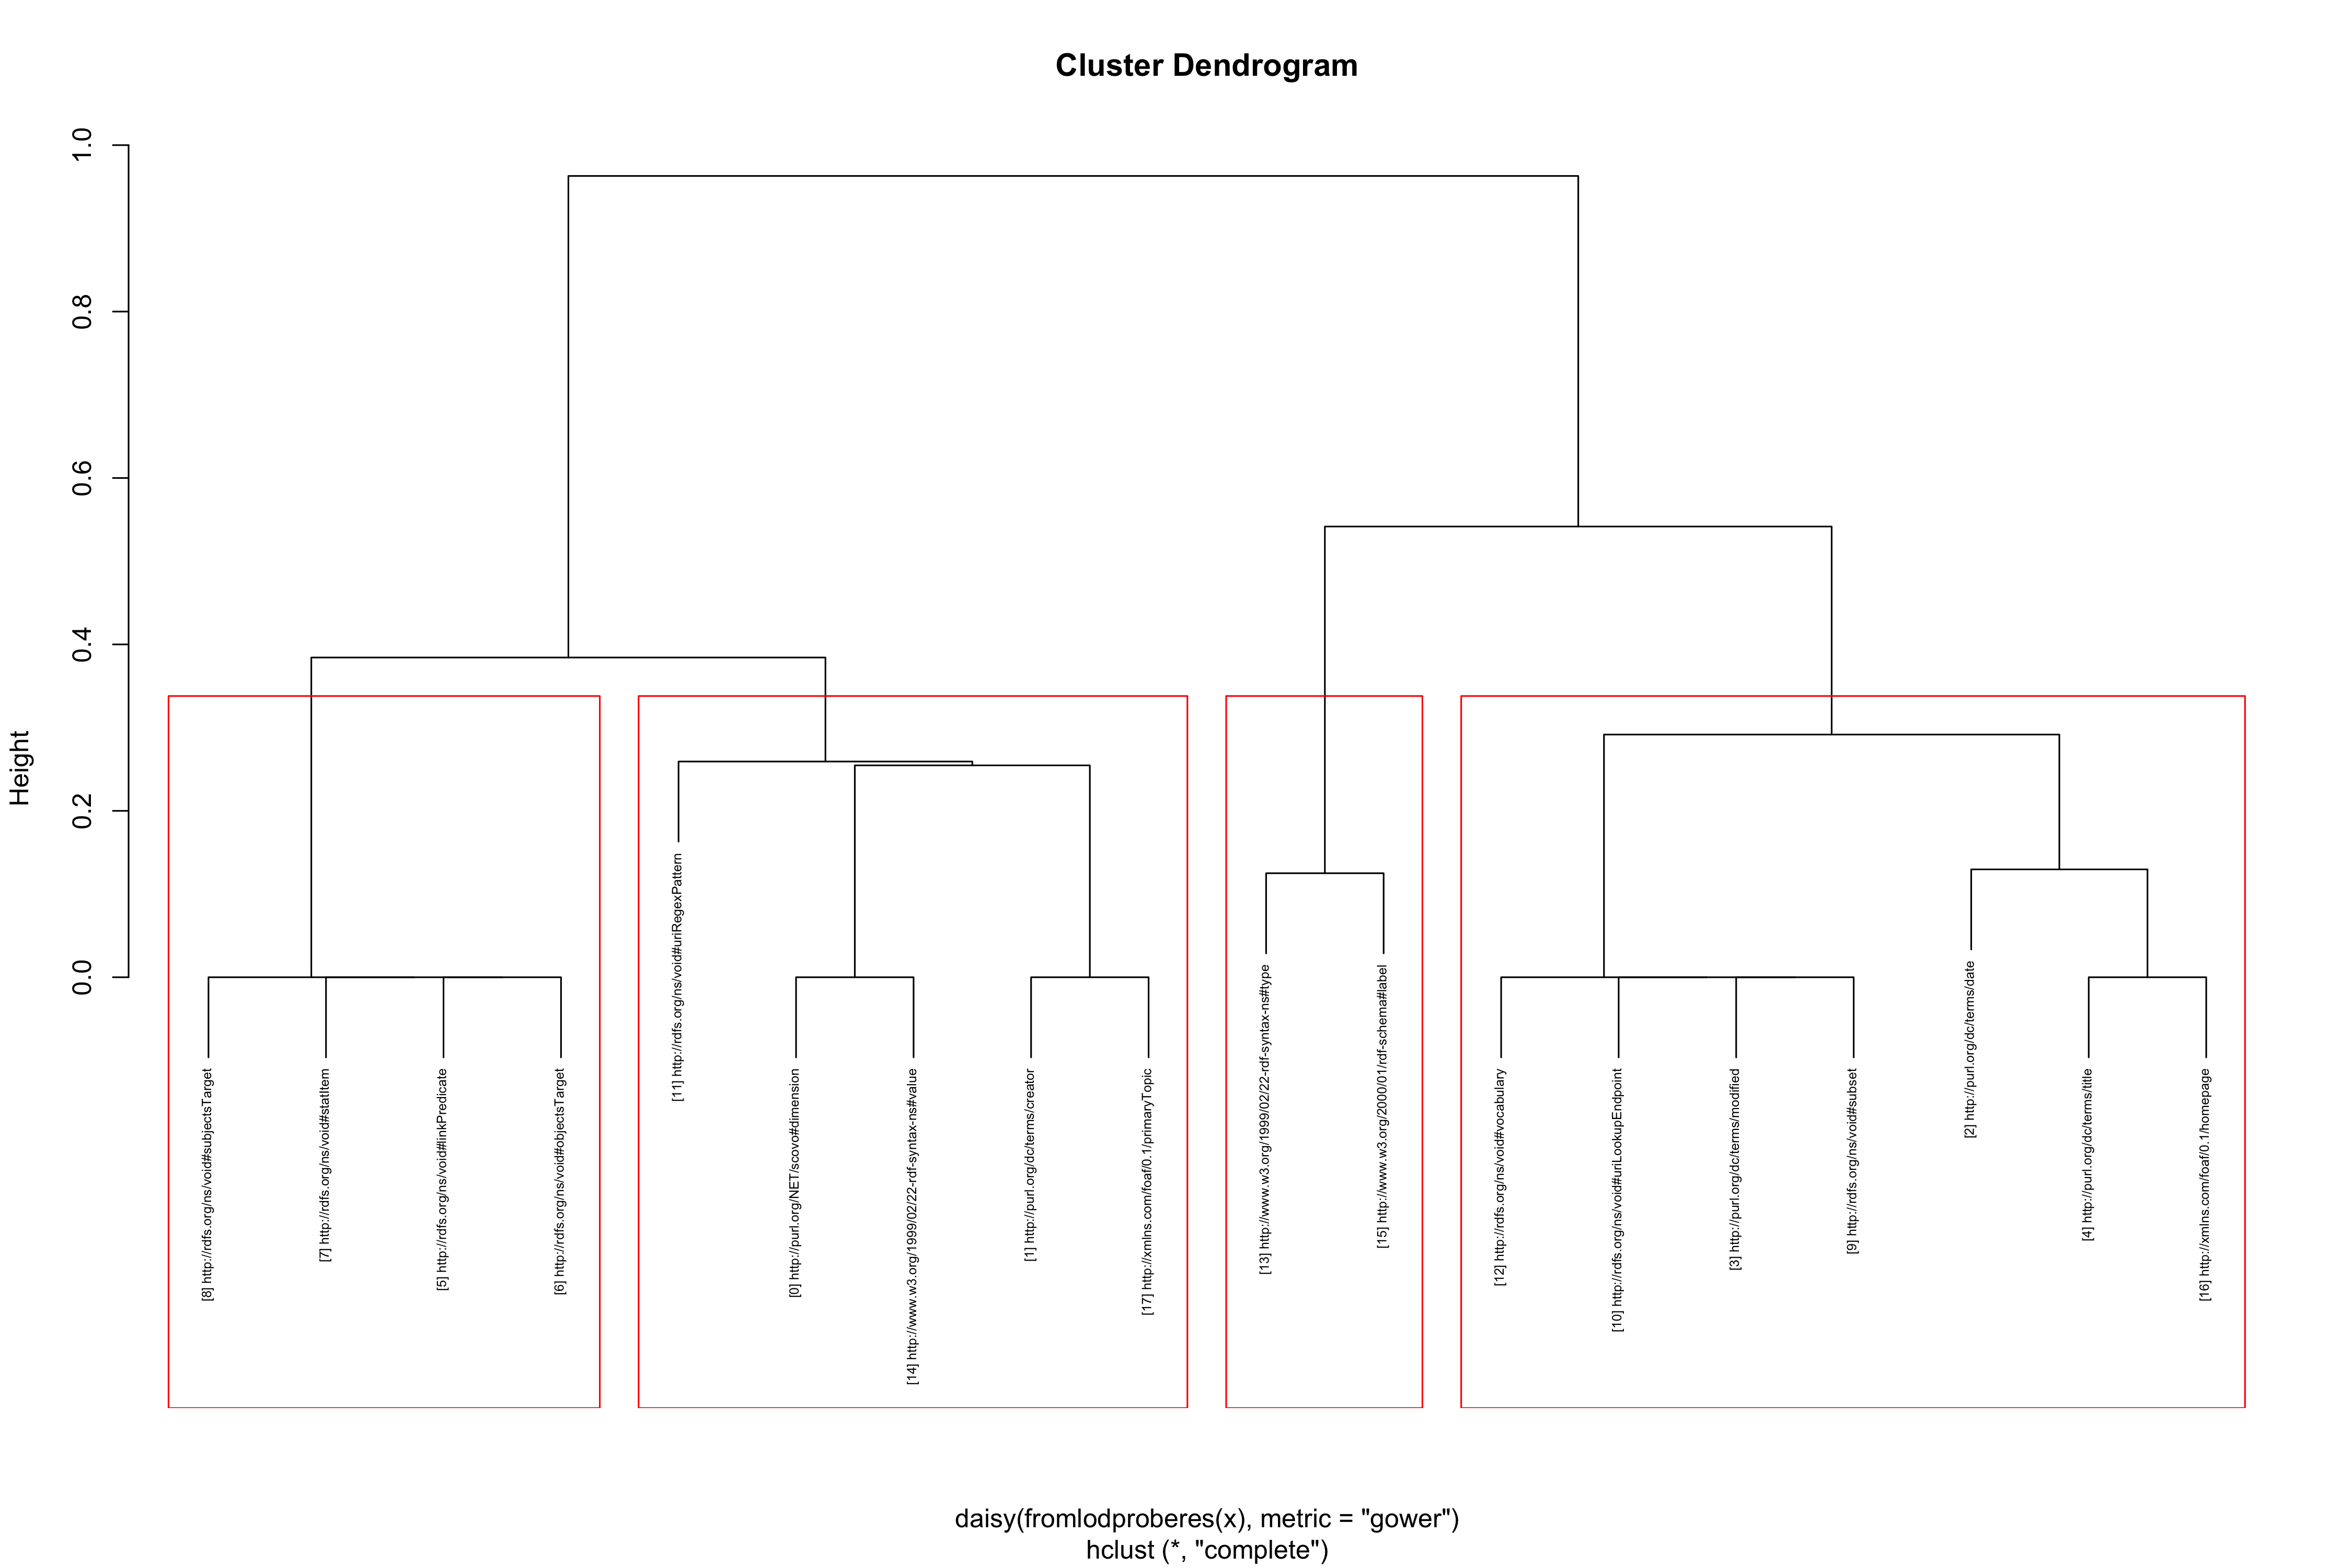 Cluster Dendrogram
Height
1.0
0.8
0.6
0.4
0.2
0.0
[8] http://rdfs.org/ns/void#subjectsTarget
[7] http://rdfs.org/ns/void#statItem
[5] http://rdfs.org/ns/void#linkPredicate
[6] http://rdfs.org/ns/void#objectsTarget
[11] http://rdfs.org/ns/void#uriRegexPattern
[0] http://purl.org/NET/scovo#dimension
[14] http://www.w3.org/1999/02/22-rdf-syntax-ns#value
[1] http://purl.org/dc/terms/creator
[17] http://xmlns.com/foaf/0.1/primaryTopic
[13] http://www.w3.org/1999/02/22-rdf-syntax-ns#type
[15] http://www.w3.org/2000/01/rdf-schema#label
[12] http://rdfs.org/ns/void#vocabulary
[10] http://rdfs.org/ns/void#uriLookupEndpoint
[3] http://purl.org/dc/terms/modified
[9] http://rdfs.org/ns/void#subset
[2] http://purl.org/dc/terms/date
[4] http://purl.org/dc/terms/title
[16] http://xmlns.com/foaf/0.1/homepage
daisy(fromlodproberes(x), metric = "gower")
hclust (*, "complete")